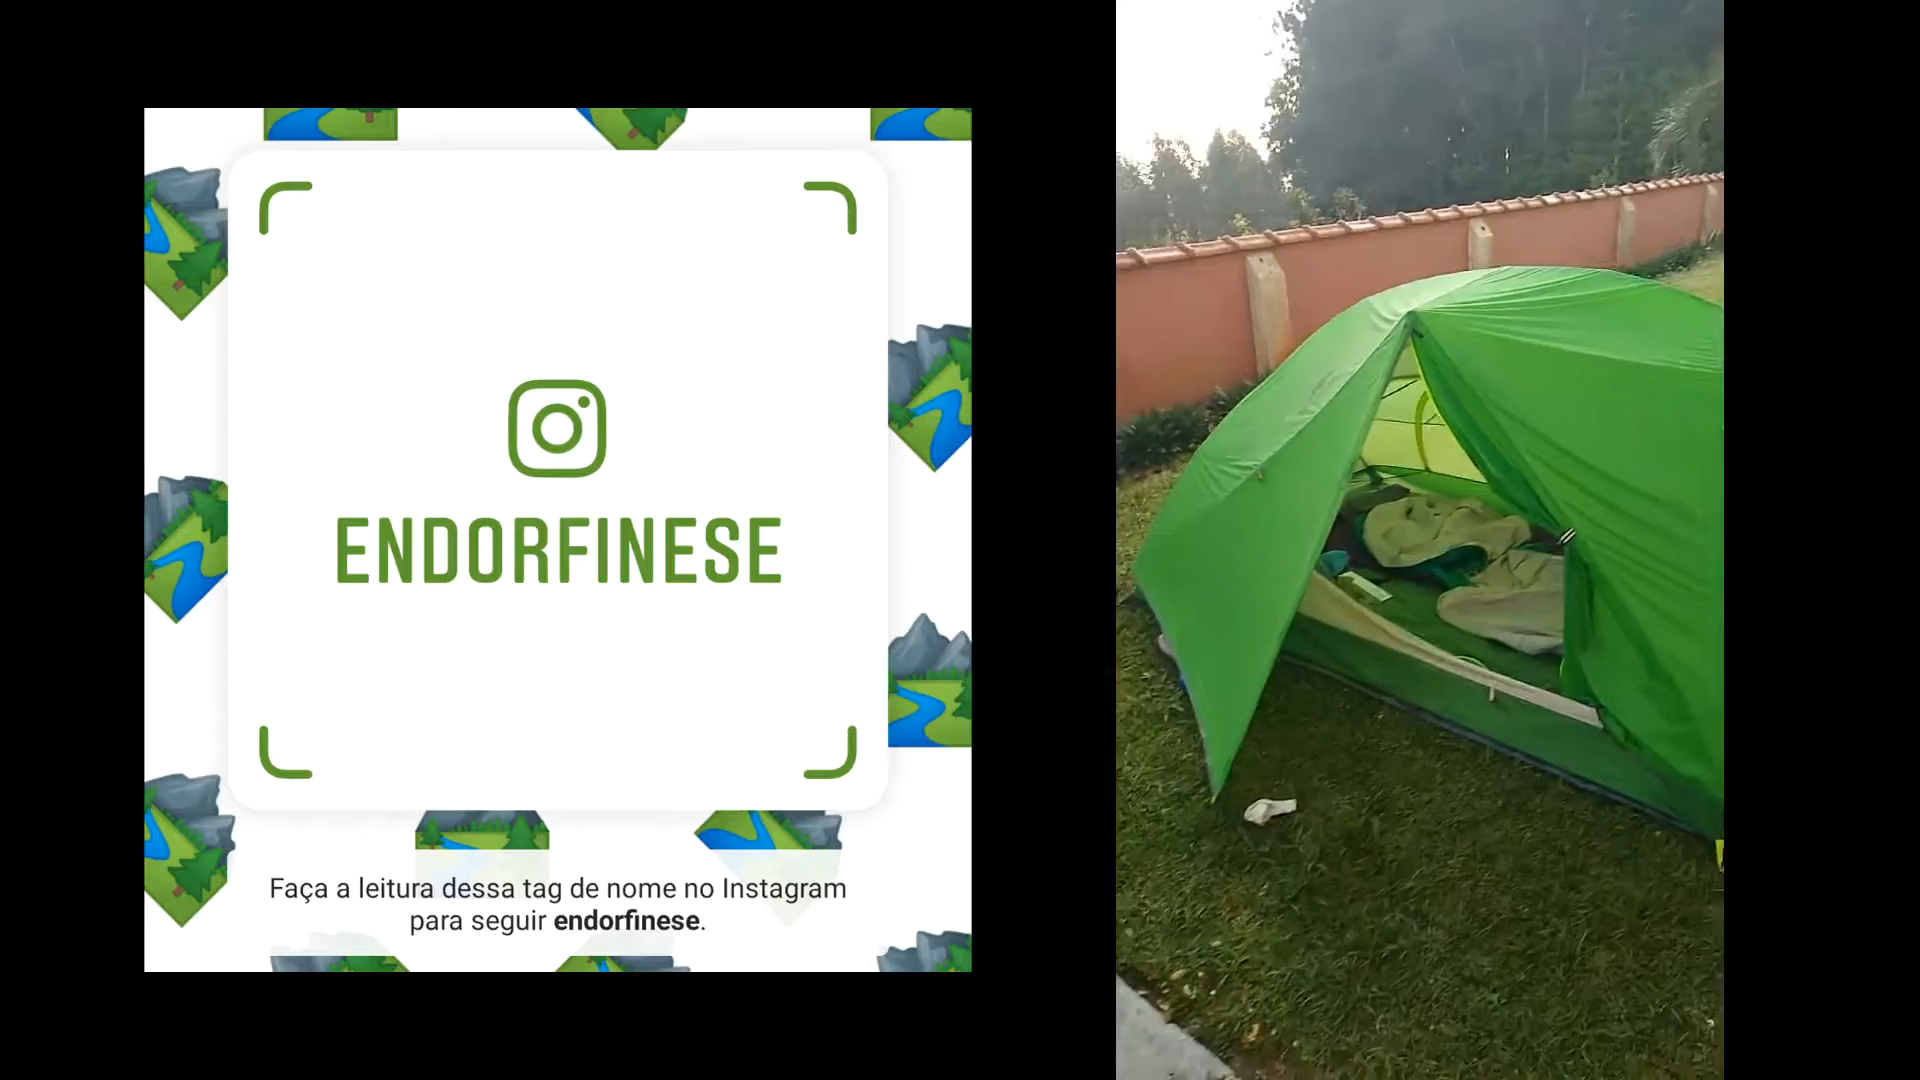 ENDORFINESE
Faça a leitura dessa tag de nome no Instagram
para seguir endorfinese.